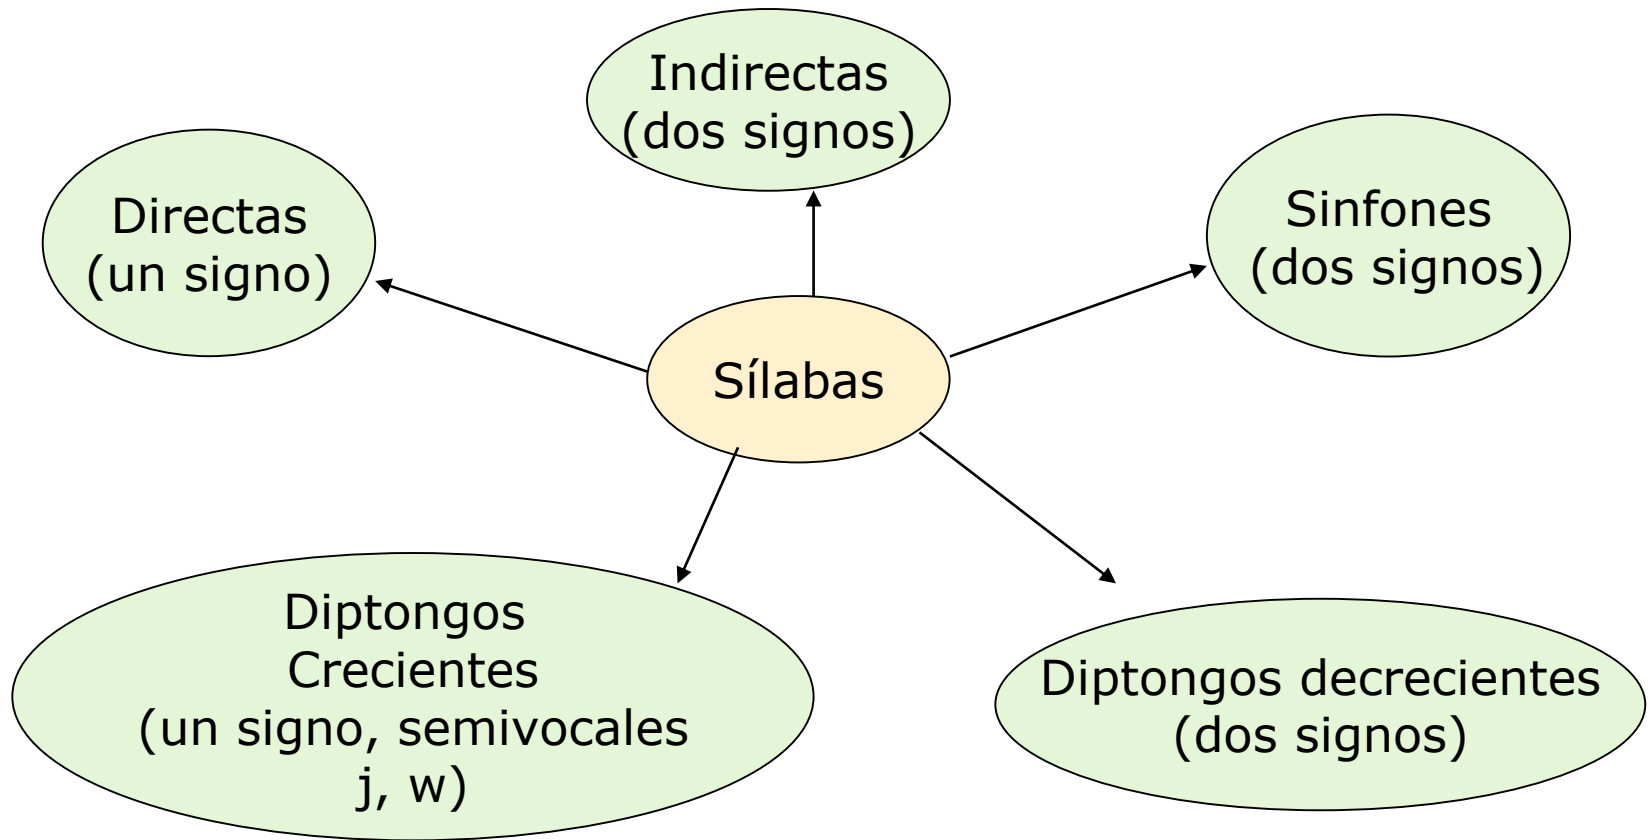 Indirectas
(dos signos)
Directas
(un signo)
Sinfones
(dos signos)
Sílabas
Diptongos
Crecientes
(un signo, semivocales
j, w)
Diptongos decrecientes
(dos signos)